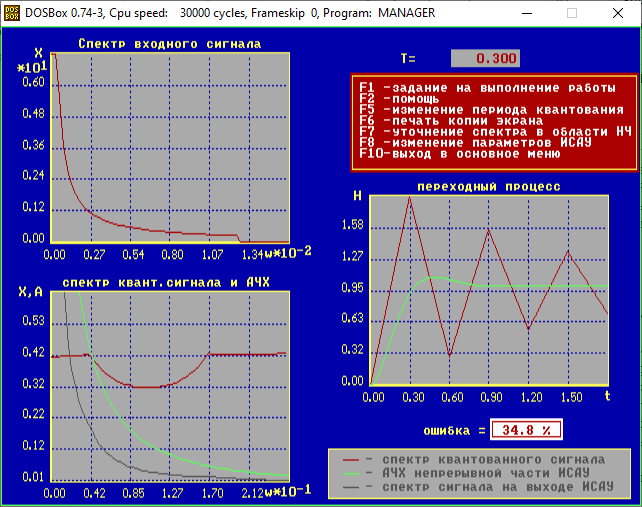 DOSBox 0.74-3, Cpu speed: 30000 cycles, Frameskip 0, Program: MANAGER
Спектр входного сигнала
X
*10¹
0.60
0.48
0.36
0.24
0.12
0.00
0.00 0.27 0.54 0.80 1.07 1.34 w*10-2
T= 0.300
F1 -задание на выполнение работы
F2 -помощь
F5 -изменение периода квантования
F6 -печать копии экрана
F7 -уточнение спектра в области НЧ
F8 -изменение параметров ИСАУ
F10-выход в основное меню
переходный процесс
H
1.58
1.27
0.95
0.63
0.32
0.00
0.00 0.30 0.60 0.90 1.20 1.50 t
спектр квант.сигнала и АЧХ
X,A
0.53
0.42
0.32
0.22
0.12
0.01
0.00 0.42 0.85 1.27 1.70 2.12 w*10-1
ошибка = 34.8 %
- спектр квантованного сигнала
- АЧХ непрерывной части ИСАУ
- спектр сигнала на выходе ИСАУ